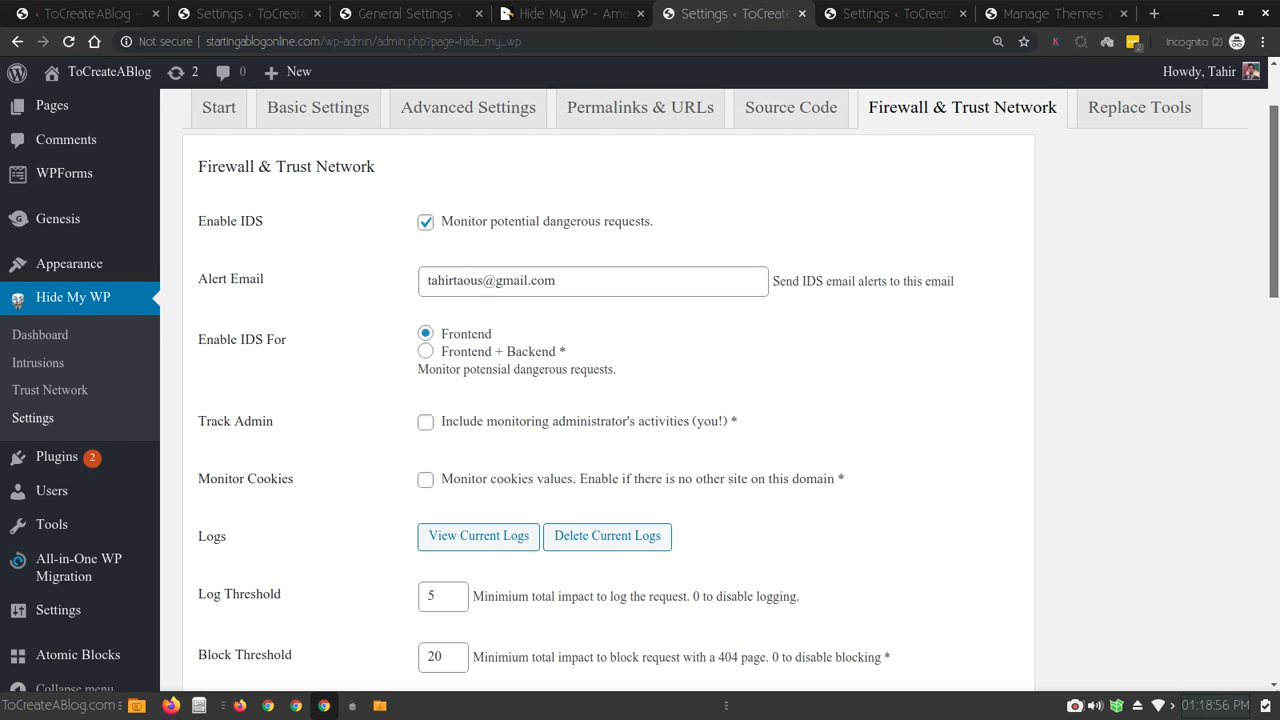 Settings ‹ ToCreateABlog –
Settings ‹ ToCreate
General Settings ‹
Hide My WP - Ama
Settings ‹ ToCreate
Settings ‹ ToCreate
Manage Themes ‹
Not secure | startingablogonline.com/wp-admin/admin.php?page=hide_my_wp
K
2
Incognito (2)
ToCreateABlog
2
0
New
Howdy, Tahir
Pages
Comments
WPForms
Genesis
Appearance
Hide My WP
Dashboard
Intrusions
Trust Network
Settings
Plugins 2
Users
Tools
All-in-One WP
Migration
Settings
Atomic Blocks
Collapse menu
Start
Basic Settings
Advanced Settings
Permalinks & URLs
Source Code
Firewall & Trust Network
Replace Tools
Firewall & Trust Network
Enable IDS
Monitor potential dangerous requests.
Alert Email
tahirtaous@gmail.com
Send IDS email alerts to this email
Enable IDS For
Frontend
Frontend + Backend *
Monitor potensial dangerous requests.
Track Admin
Include monitoring administrator's activities (you!) *
Monitor Cookies
Monitor cookies values. Enable if there is no other site on this domain *
Logs
View Current Logs
Delete Current Logs
Log Threshold
5
Minimium total impact to log the request. 0 to disable logging.
Block Threshold
20
Minimium total impact to block request with a 404 page. 0 to disable blocking *
ToCreateABlog.com
01:18:56 PM